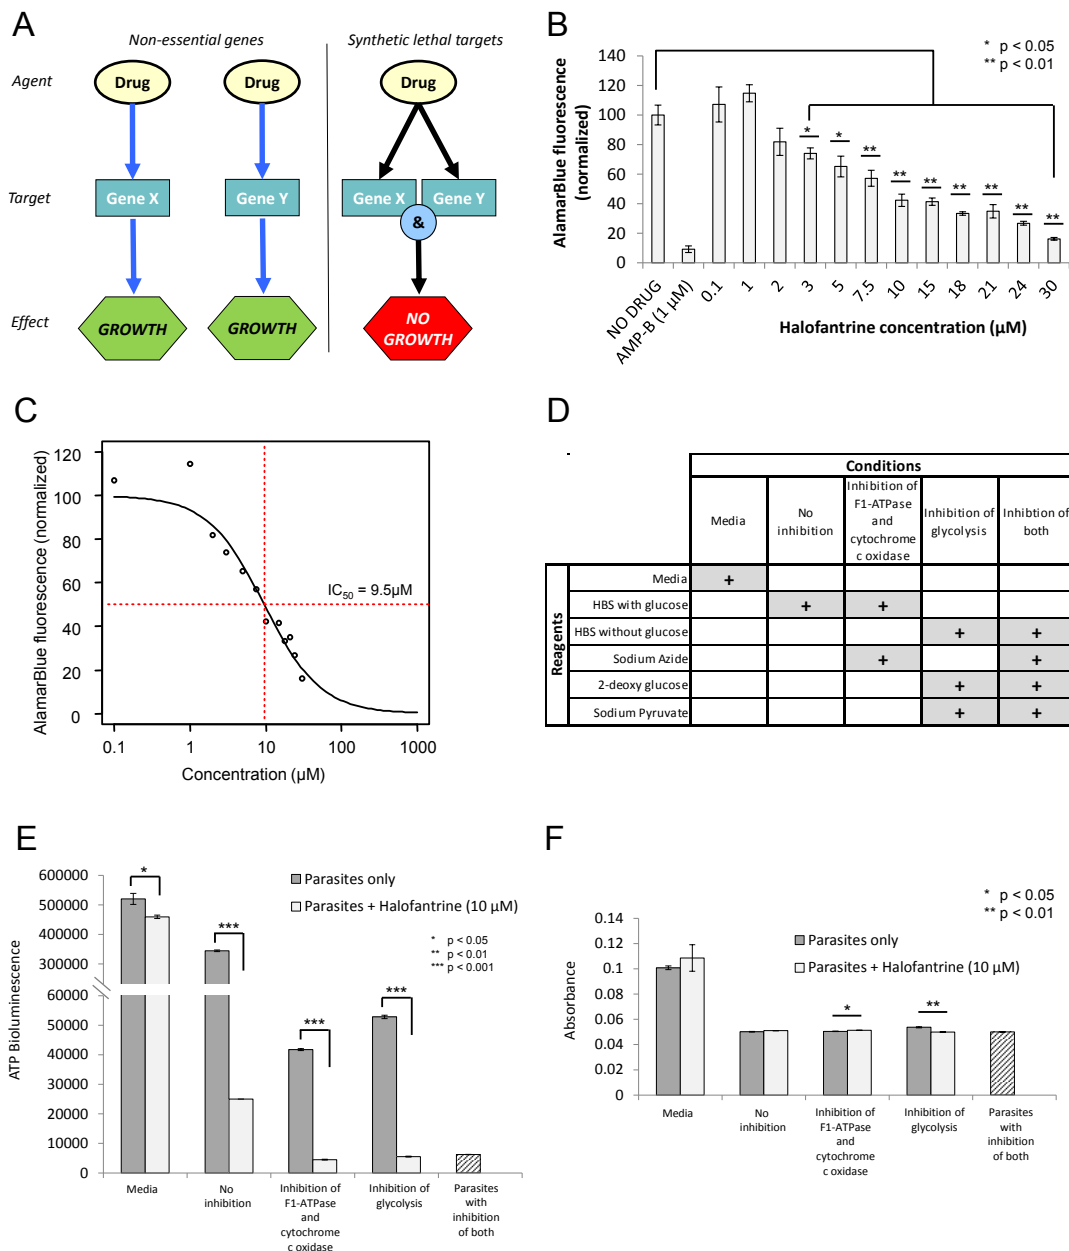 A
Non-essential genes
Synthetic lethal targets
Agent
Drug
Drug
Drug
Target
Gene X
Gene Y
Gene X
Gene Y
&
Effect
GROWTH
GROWTH
NO
GROWTH
B
* p < 0.05
** p < 0.01
AlamarBlue fluorescence
(normalized)
140
120
100
80
60
40
20
0
* * ** ** ** ** ** ** **
NO DRUG
AMP-B (1 µM)
0.1
1
2
3
5
7.5
10
15
18
21
24
30
Halofantrine concentration (µM)
C
AlamarBlue fluorescence (normalized)
120
100
80
60
40
20
0
IC50 = 9.5µM
0.1 1 10 100 1000
Concentration (µM)
D
Conditions
Media
No
inhibition
Inhibition of
F1-ATPase
and
cytochrome
c oxidase
Inhibition of
glycolysis
Inhibtion of
both
Reagents
Media +
HBS with glucose + +
HBS without glucose + +
Sodium Azide + +
2-deoxy glucose + +
Sodium Pyruvate + +
E
ATP Bioluminescence
600000
500000
400000
300000
60000
50000
40000
30000
20000
10000
0
Parasites only
Parasites + Halofantrine (10 µM)
* p < 0.05
** p < 0.01
*** p < 0.001
*
***
***
***
Media
No
inhibition
Inhibition of
F1-ATPase
and
cytochrome
c oxidase
Inhibition of
glycolysis
Parasites
with
inhibition
of both
F
* p < 0.05
** p < 0.01
Absorbance
0.14
0.12
0.1
0.08
0.06
0.04
0.02
0
Parasites only
Parasites + Halofantrine (10 µM)
*
**
Media
No
inhibition
Inhibition of
F1-ATPase
and
cytochrome
c oxidase
Inhibition of
glycolysis
Parasites
with
inhibition
of both